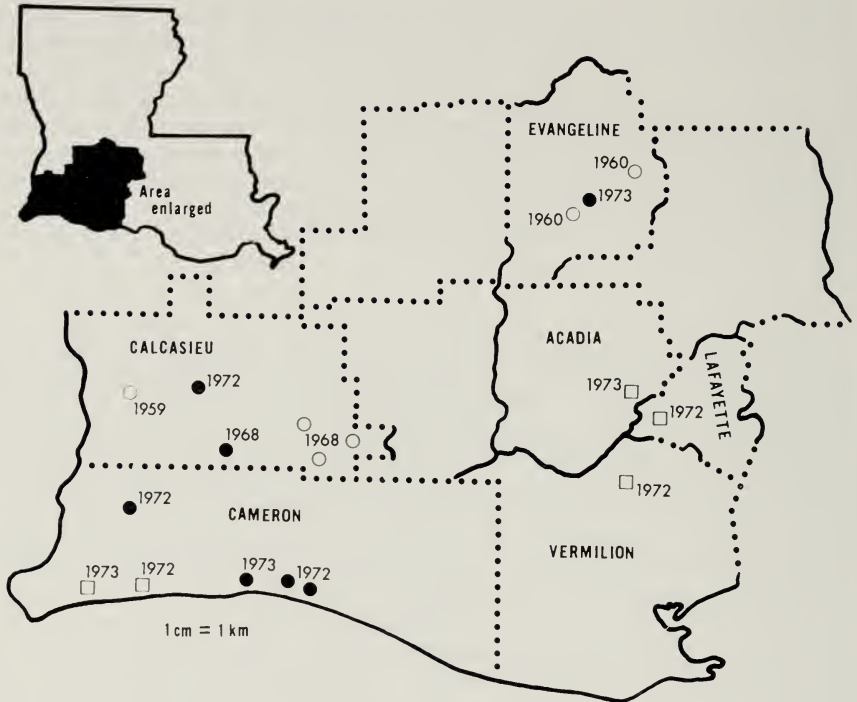 Area
enlarged
EVANGELINE
1960
1973
1960
CALCASIEU
1972
1959
1968
1968
ACADIA
1973
1972
LAFAYETTE
1972
CAMERON
1972
VERMILION
1973
1972
1973
1972
1 cm = 1 km